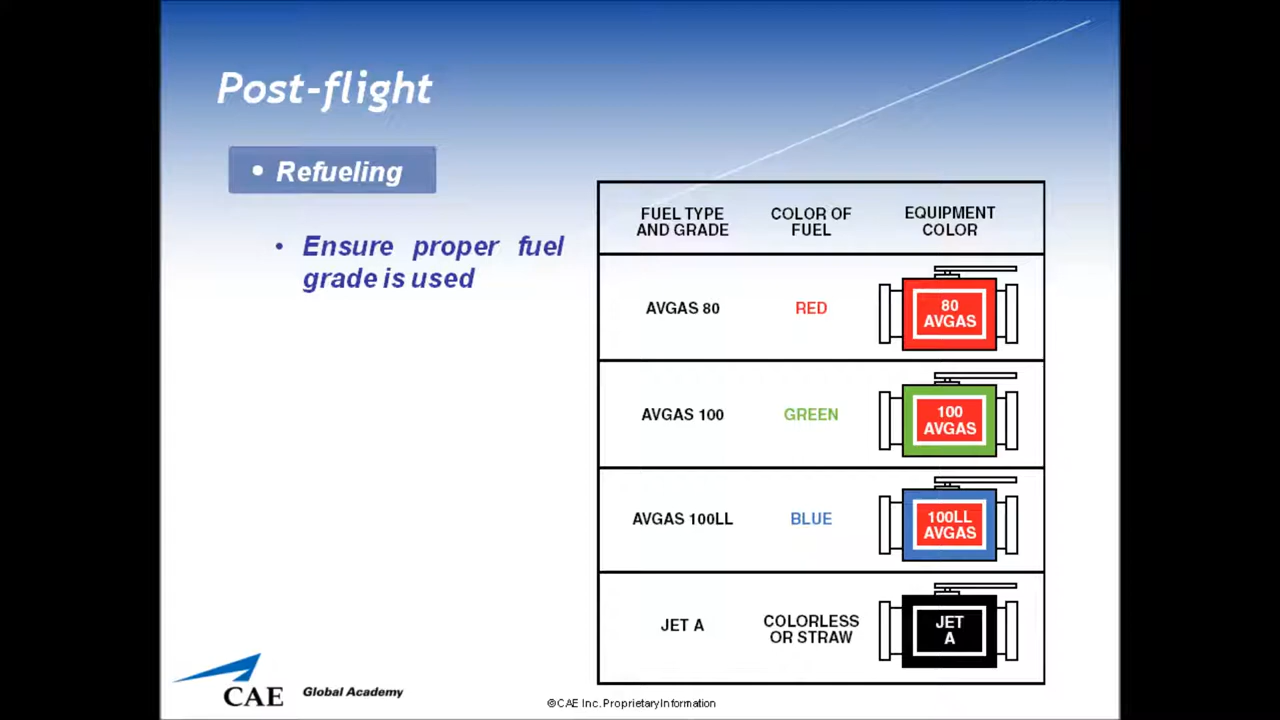 Post-flight
• Refueling
• Ensure proper fuel
grade is used
FUEL TYPE
AND GRADE
COLOR OF
FUEL
EQUIPMENT
COLOR
AVGAS 80
RED
80
AVGAS
AVGAS 100
GREEN
100
AVGAS
AVGAS 100LL
BLUE
100LL
AVGAS
JET A
COLORLESS
OR STRAW
JET
A
CAE Global Academy
©CAE Inc. Proprietary Information